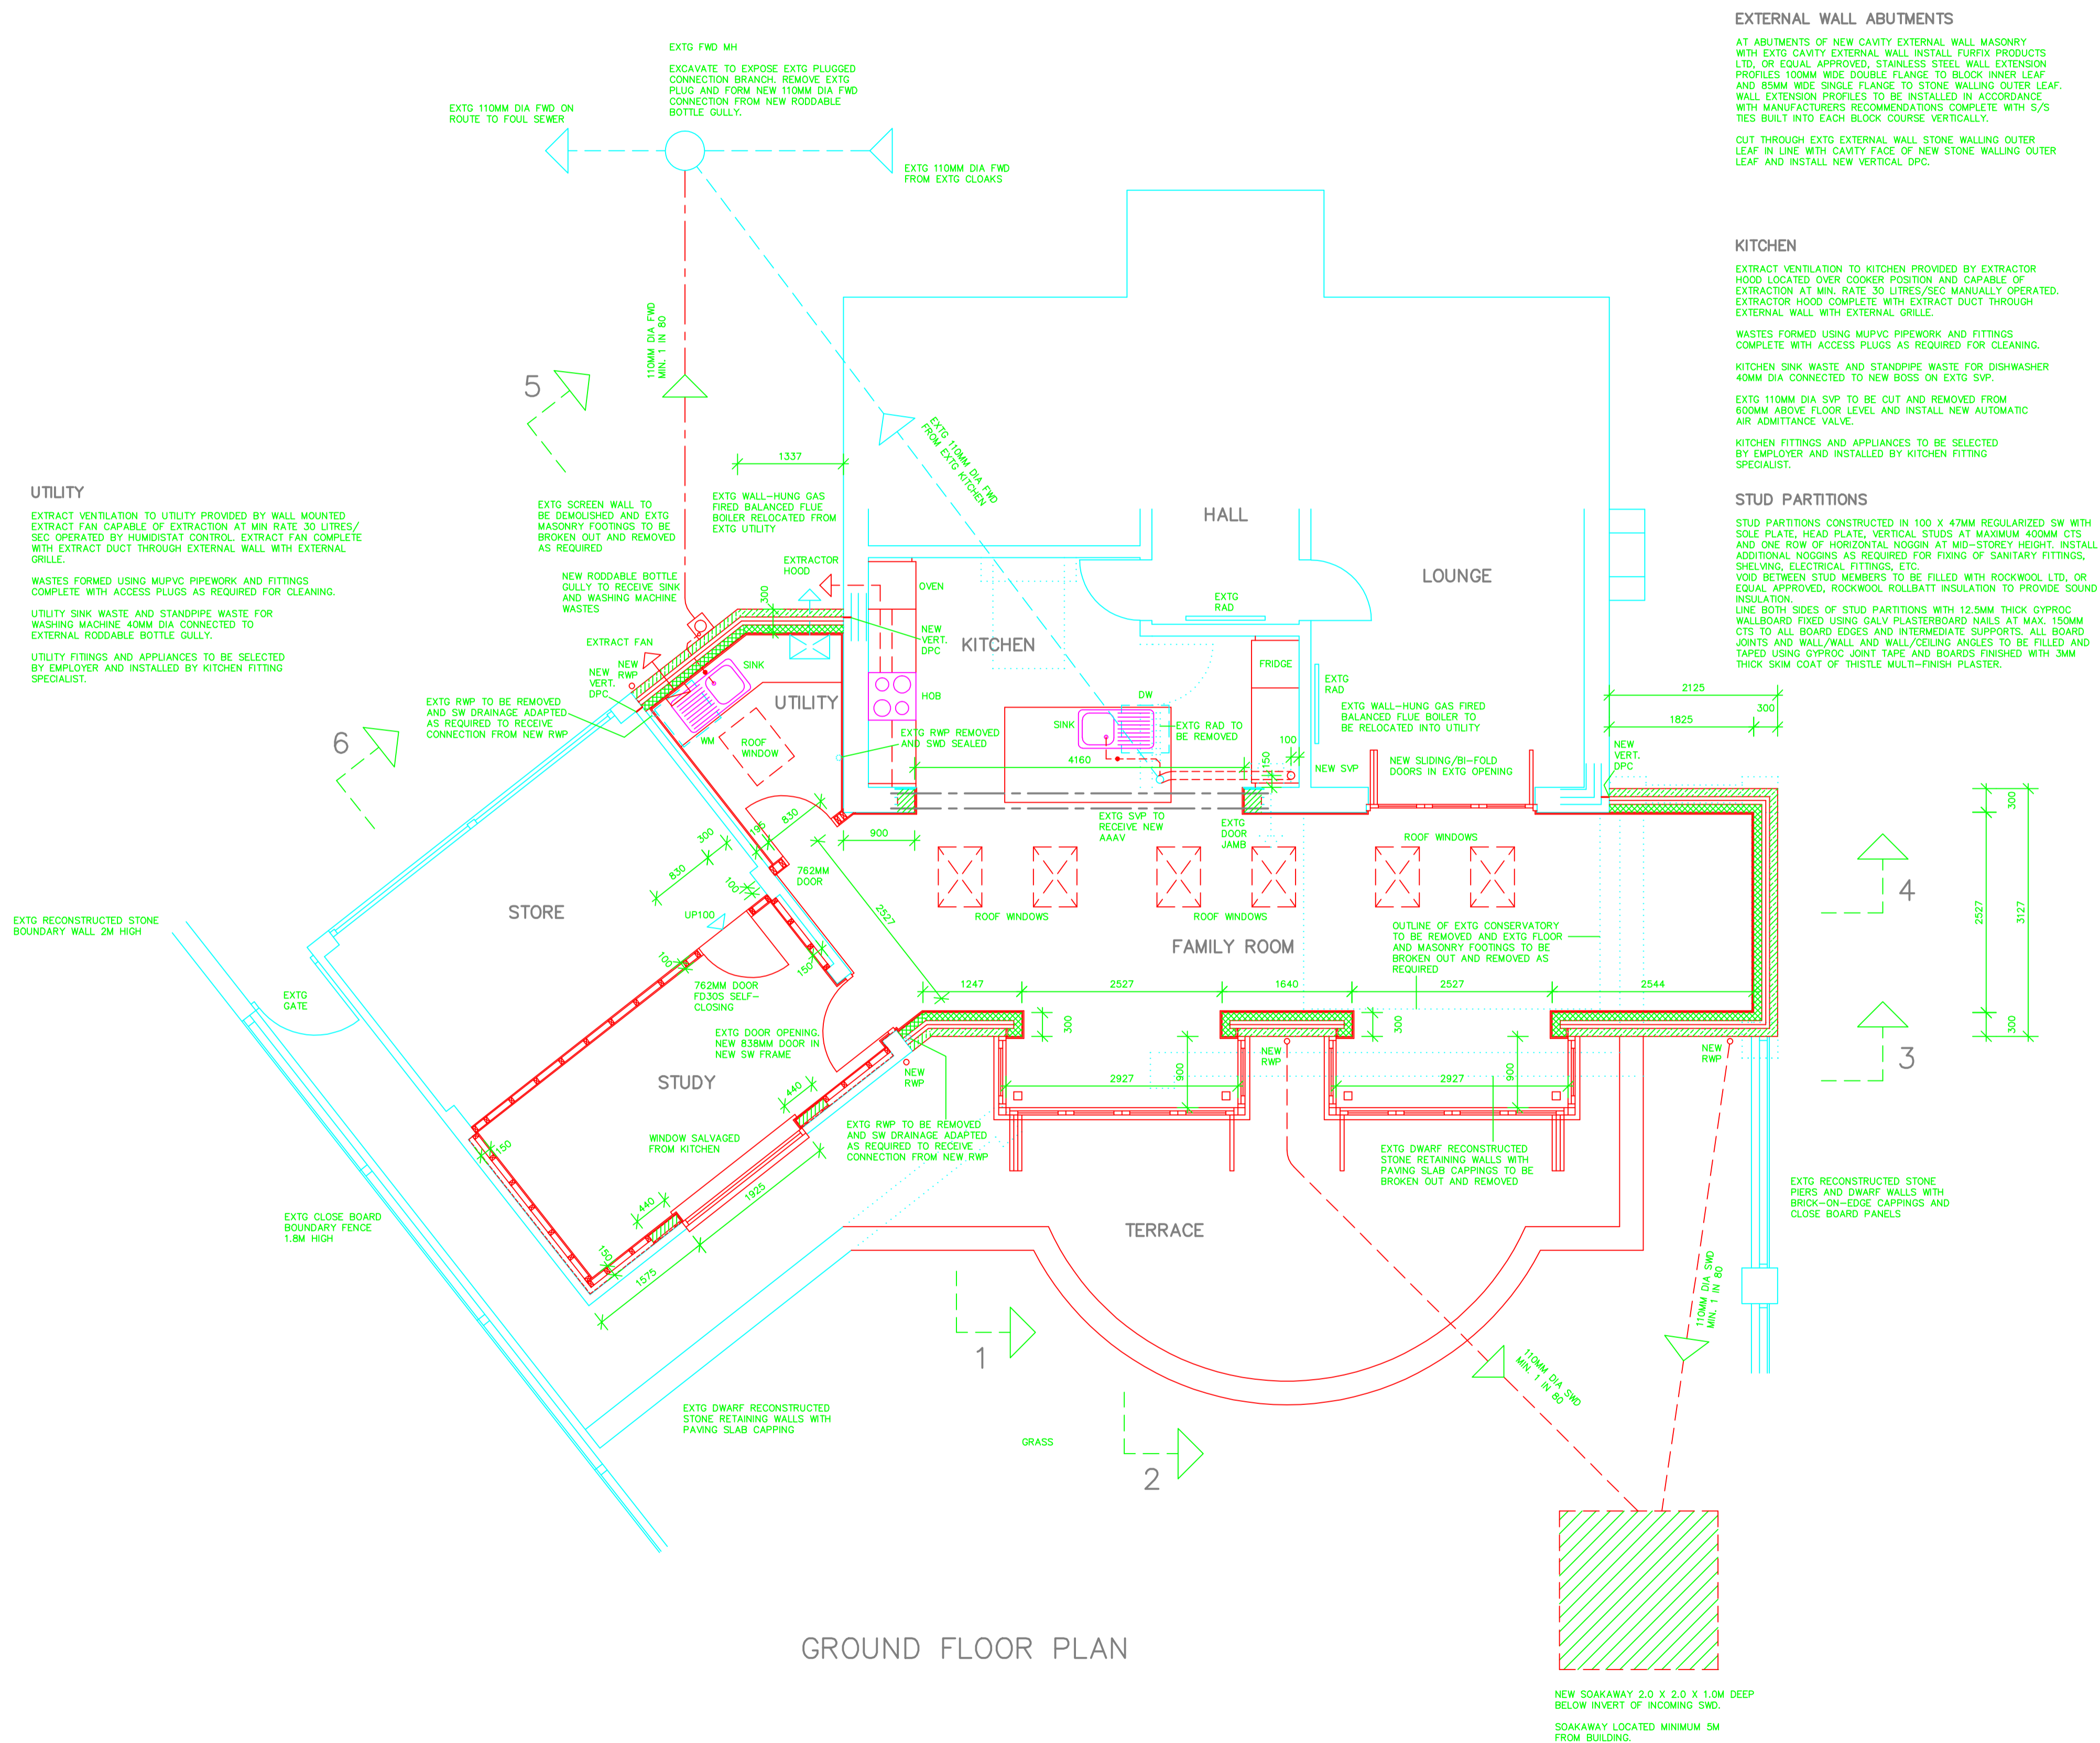 EXTERNAL WALL ABUTMENTS
AT ABUTMENTS OF NEW CAVITY EXTERNAL WALL MASONRY
WITH EXTG CAVITY EXTERNAL WALL INSTALL FURFIX PRODUCTS
LTD, OR EQUAL APPROVED, STAINLESS STEEL WALL EXTENSION
PROFILES 100MM WIDE DOUBLE FLANGE TO BLOCK INNER LEAF
AND 85MM WIDE SINGLE FLANGE TO STONE WALLING OUTER LEAF.
WALL EXTENSION PROFILES TO BE INSTALLED IN ACCORDANCE
WITH MANUFACTURERS RECOMMENDATIONS COMPLETE WITH S/S
TIES BUILT INTO EACH BLOCK COURSE VERTICALLY.
CUT THROUGH EXTG EXTERNAL WALL STONE WALLING OUTER
LEAF IN LINE WITH CAVITY FACE OF NEW STONE WALLING OUTER
LEAF AND INSTALL NEW VERTICAL DPC.
KITCHEN
EXTRACT VENTILATION TO KITCHEN PROVIDED BY EXTRACTOR
HOOD LOCATED OVER COOKER POSITION AND CAPABLE OF
EXTRACTION AT MIN. RATE 30 LITRES/SEC MANUALLY OPERATED.
EXTRACTOR HOOD COMPLETE WITH EXTRACT DUCT THROUGH
EXTERNAL WALL WITH EXTERNAL GRILLE.
WASTES FORMED USING MUPVC PIPEWORK AND FITTINGS
COMPLETE WITH ACCESS PLUGS AS REQUIRED FOR CLEANING.
KITCHEN SINK WASTE AND STANDPIPE WASTE FOR DISHWASHER
40MM DIA CONNECTED TO NEW BOSS ON EXTG SVP.
EXTG 110MM DIA SVP TO BE CUT AND REMOVED FROM
600MM ABOVE FLOOR LEVEL AND INSTALL NEW AUTOMATIC
AIR ADMITTANCE VALVE.
KITCHEN FITTINGS AND APPLIANCES TO BE SELECTED
BY EMPLOYER AND INSTALLED BY KITCHEN FITTING
SPECIALIST.
STUD PARTITIONS
STUD PARTITIONS CONSTRUCTED IN 100 X 47MM REGULARIZED SW WITH
SOLE PLATE, HEAD PLATE, VERTICAL STUDS AT MAXIMUM 400MM CTS
AND ONE ROW OF HORIZONTAL NOGGIN AT MID-STOREY HEIGHT. INSTALL
ADDITIONAL NOGGINS AS REQUIRED FOR FIXING OF SANITARY FITTINGS,
SHELVING, ELECTRICAL FITTINGS, ETC.
VOID BETWEEN STUD MEMBERS TO BE FILLED WITH ROCKWOOL LTD, OR
EQUAL APPROVED, ROCKWOOL ROLLBATT INSULATION TO PROVIDE SOUND
INSULATION.
LINE BOTH SIDES OF STUD PARTITIONS WITH 12.5MM THICK GYPROC
WALLBOARD FIXED USING GALV PLASTERBOARD NAILS AT MAX. 150MM
CTS TO ALL BOARD EDGES AND INTERMEDIATE SUPPORTS. ALL BOARD
JOINTS AND WALL/WALL AND WALL/CEILING ANGLES TO BE FILLED AND
TAPED USING GYPROC JOINT TAPE AND BOARDS FINISHED WITH 3MM
THICK SKIM COAT OF THISTLE MULTI-FINISH PLASTER.
UTILITY
EXTRACT VENTILATION TO UTILITY PROVIDED BY WALL MOUNTED
EXTRACT FAN CAPABLE OF EXTRACTION AT MIN RATE 30 LITRES/
SEC OPERATED BY HUMIDISTAT CONTROL. EXTRACT FAN COMPLETE
WITH EXTRACT DUCT THROUGH EXTERNAL WALL WITH EXTERNAL
GRILLE.
WASTES FORMED USING MUPVC PIPEWORK AND FITTINGS
COMPLETE WITH ACCESS PLUGS AS REQUIRED FOR CLEANING.
UTILITY SINK WASTE AND STANDPIPE WASTE FOR
WASHING MACHINE 40MM DIA CONNECTED TO
EXTERNAL RODDABLE BOTTLE GULLY.
UTILITY FITIINGS AND APPLIANCES TO BE SELECTED
BY EMPLOYER AND INSTALLED BY KITCHEN FITTING
SPECIALIST.
EXTG FWD MH
EXCAVATE TO EXPOSE EXTG PLUGGED
CONNECTION BRANCH. REMOVE EXTG
PLUG AND FORM NEW 110MM DIA FWD
CONNECTION FROM NEW RODDABLE
BOTTLE GULLY.
EXTG 110MM DIA FWD ON
ROUTE TO FOUL SEWER
EXTG 110MM DIA FWD
FROM EXTG CLOAKS
110MM DIA FWD
MIN. 1 IN 80
EXTG 110MM DIA FWD
FROM EXTG KITCHEN
5
6
1337
EXTG SCREEN WALL TO
BE DEMOLISHED AND EXTG
MASONRY FOOTINGS TO BE
BROKEN OUT AND REMOVED
AS REQUIRED
EXTG WALL-HUNG GAS
FIRED BALANCED FLUE
BOILER RELOCATED FROM
EXTG UTILITY
EXTRACTOR
HOOD
NEW RODDABLE BOTTLE
GULLY TO RECEIVE SINK
AND WASHING MACHINE
WASTES
300
EXTRACT FAN
NEW
RWP
NEW
VERT.
DPC
EXTG RWP TO BE REMOVED
AND SW DRAINAGE ADAPTED
AS REQUIRED TO RECEIVE
CONNECTION FROM NEW RWP
SINK
WM
UTILITY
ROOF
WINDOW
OVEN
NEW
VERT.
DPC
HOB
EXTG RWP REMOVED
AND SWD SEALED
KITCHEN
HALL
LOUNGE
EXTG
RAD
FRIDGE
EXTG
RAD
DW
SINK
EXTG RAD TO
BE REMOVED
4160
150
100
NEW SVP
EXTG WALL-HUNG GAS FIRED
BALANCED FLUE BOILER TO
BE RELOCATED INTO UTILITY
NEW SLIDING/BI-FOLD
DOORS IN EXTG OPENING
2125
1825
300
NEW
VERT.
DPC
900
EXTG SVP TO
RECEIVE NEW
AAAV
EXTG
DOOR
JAMB
ROOF WINDOWS
ROOF WINDOWS
ROOF WINDOWS
830
195
300
830
100
762MM
DOOR
2527
STORE
UP100
100
150
762MM DOOR
FD30S SELF-
CLOSING
EXTG DOOR OPENING.
NEW 838MM DOOR IN
NEW SW FRAME
FAMILY ROOM
OUTLINE OF EXTG CONSERVATORY
TO BE REMOVED AND EXTG FLOOR
AND MASONRY FOOTINGS TO BE
BROKEN OUT AND REMOVED AS
REQUIRED
300
2527
300
3127
4
3
1247
2527
1640
2527
2544
300
300
900
900
2927
2927
NEW
RWP
NEW
RWP
NEW
RWP
EXTG RECONSTRUCTED STONE
BOUNDARY WALL 2M HIGH
EXTG
GATE
STUDY
440
WINDOW SALVAGED
FROM KITCHEN
150
440
150
1925
1575
EXTG RWP TO BE REMOVED
AND SW DRAINAGE ADAPTED
AS REQUIRED TO RECEIVE
CONNECTION FROM NEW RWP
EXTG DWARF RECONSTRUCTED
STONE RETAINING WALLS WITH
PAVING SLAB CAPPINGS TO BE
BROKEN OUT AND REMOVED
EXTG RECONSTRUCTED STONE
PIERS AND DWARF WALLS WITH
BRICK-ON-EDGE CAPPINGS AND
CLOSE BOARD PANELS
EXTG CLOSE BOARD
BOUNDARY FENCE
1.8M HIGH
TERRACE
110MM DIA SWD
MIN. 1 IN 80
110MM DIA SWD
MIN. 1 IN 80
1
2
EXTG DWARF RECONSTRUCTED
STONE RETAINING WALLS WITH
PAVING SLAB CAPPING
GRASS
GROUND FLOOR PLAN
NEW SOAKAWAY 2.0 X 2.0 X 1.0M DEEP
BELOW INVERT OF INCOMING SWD.
SOAKAWAY LOCATED MINIMUM 5M
FROM BUILDING.